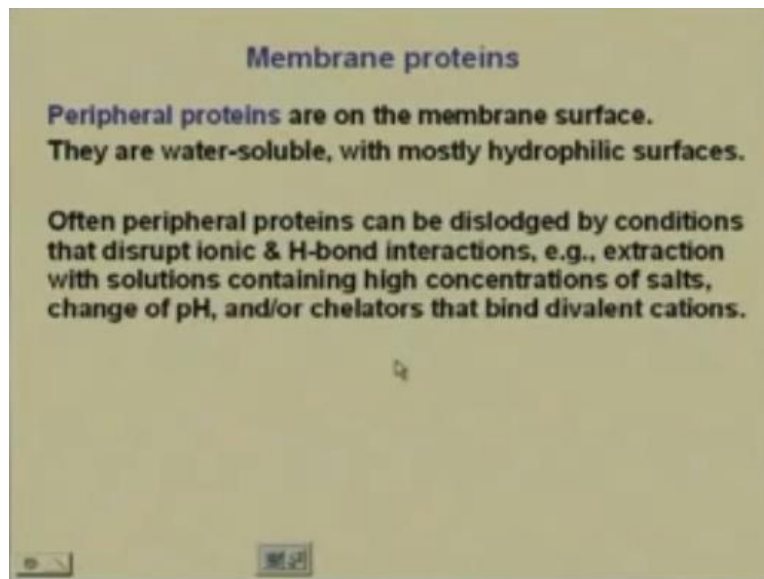 Membrane proteins
Peripheral proteins are on the membrane surface.
They are water-soluble, with mostly hydrophilic surfaces.
Often peripheral proteins can be dislodged by conditions
that disrupt ionic & H-bond interactions, e.g., extraction
with solutions containing high concentrations of salts,
change of pH, and/or chelators that bind divalent cations.